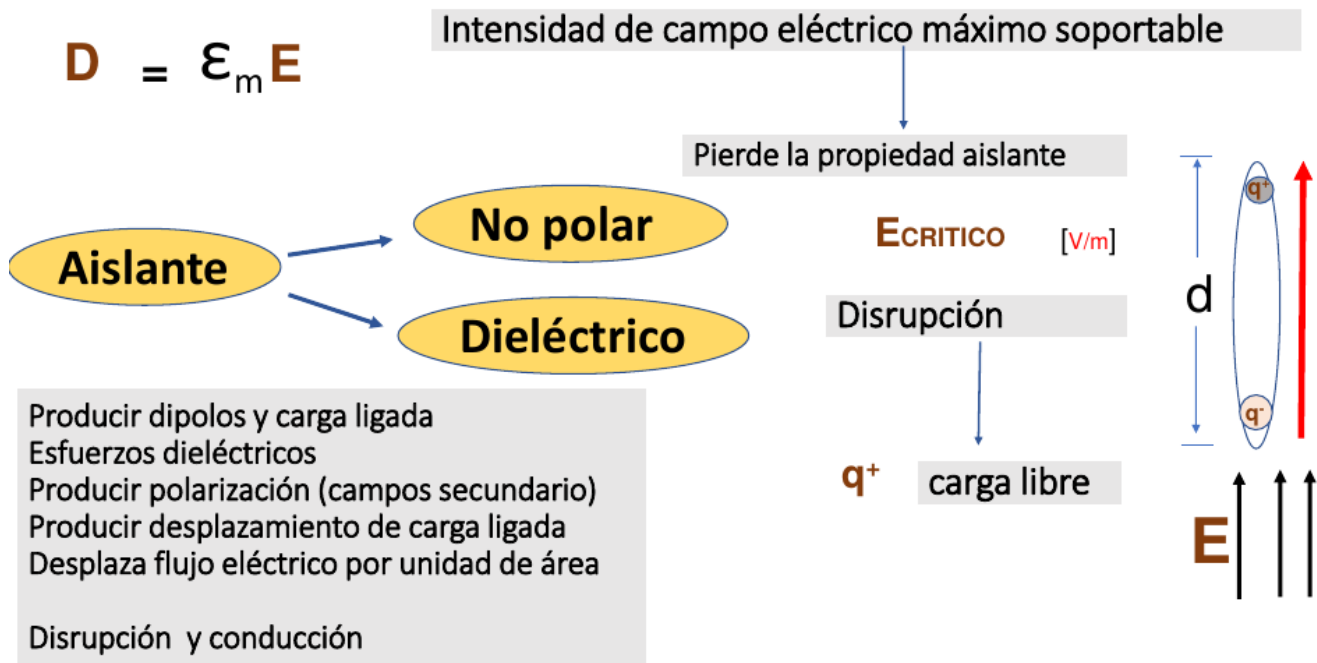 D = εmE
Intensidad de campo eléctrico máximo soportable
Pierde la propiedad aislante
No polar
Aislante
Dieléctrico
ECRITICO [V/m]
Disrupción
q+ carga libre
Producir dipolos y carga ligada
Esfuerzos dieléctricos
Producir polarización (campos secundario)
Producir desplazamiento de carga ligada
Desplaza flujo eléctrico por unidad de área
Disrupción y conducción
q+
d
q-
E